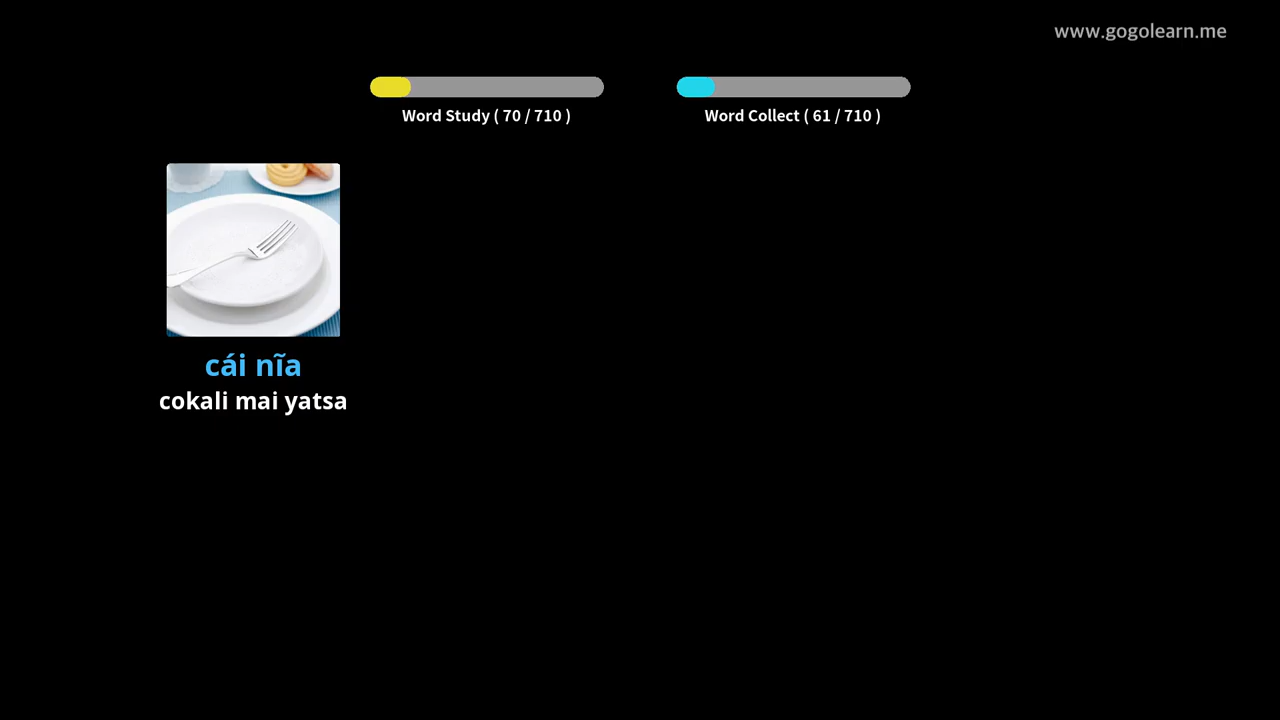 www.gogolearn.me
Word Study ( 70 / 710 )
Word Collect ( 61 / 710 )
cái nĩa
cokali mai yatsa